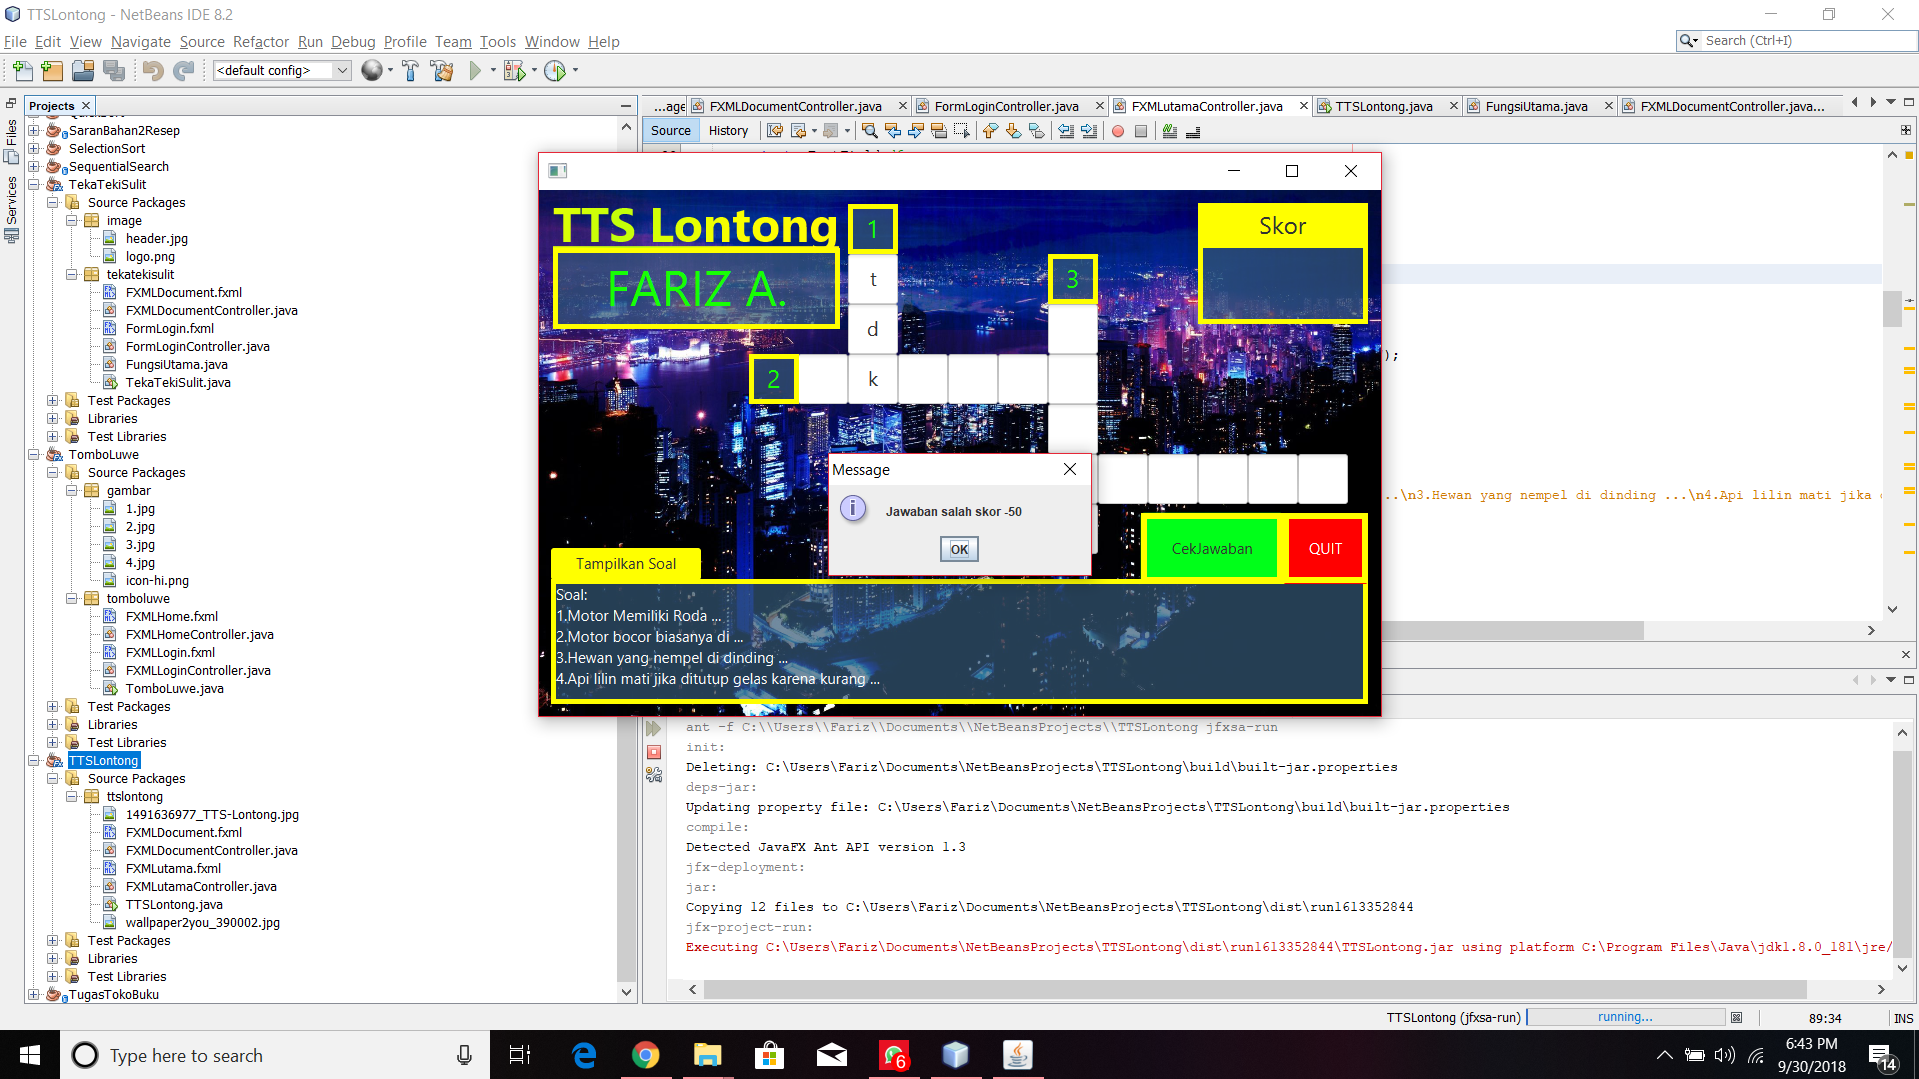 TTSLontong - NetBeans IDE 8.2
File Edit View Navigate Source Refactor Run Debug Profile Team Tools Window Help
Search (Ctrl+I)
<default config>
Projects
Files
Services
SaranBahan2Resep
SelectionSort
SequentialSearch
TekaTekiSulit
Source Packages
image
header.jpg
logo.png
tekatekisulit
FXMLDocument.fxml
FXMLDocumentController.java
FormLogin.fxml
FormLoginController.java
FungsiUtama.java
TekaTekiSulit.java
Test Packages
Libraries
Test Libraries
TomboLuwe
Source Packages
gambar
1.jpg
2.jpg
3.jpg
4.jpg
icon-hi.png
tomboluwe
FXMLHome.fxml
FXMLHomeController.java
FXMLLogin.fxml
FXMLLoginController.java
TomboLuwe.java
Test Packages
Libraries
Test Libraries
TTSLontong
Source Packages
ttslontong
1491636977_TTS-Lontong.jpg
FXMLDocument.fxml
FXMLDocumentController.java
FXMLutama.fxml
FXMLutamaController.java
TTSLontong.java
wallpaper2you_390002.jpg
Test Packages
Libraries
Test Libraries
TugasTokoBuku
...age FXMLDocumentController.java FormLoginController.java FXMLutamaController.java TTSLontong.java FungsiUtama.java FXMLDocumentController.java...
Source History
);
..\n3.Hewan yang nempel di dinding ...\n4.Api lilin mati jika
TTS Lontong
FARIZ A.
1
t
d
3
2
k
Skor
Message
Jawaban salah skor -50
OK
CekJawaban
QUIT
Tampilkan Soal
Soal:
1.Motor Memiliki Roda ...
2.Motor bocor biasanya di ...
3.Hewan yang nempel di dinding ...
4.Api lilin mati jika ditutup gelas karena kurang ...
ant -f C:\\Users\\Fariz\\Documents\\NetBeansProjects\\TTSLontong jfxsa-run
init:
Deleting: C:\Users\Fariz\Documents\NetBeansProjects\TTSLontong\build\built-jar.properties
deps-jar:
Updating property file: C:\Users\Fariz\Documents\NetBeansProjects\TTSLontong\build\built-jar.properties
compile:
Detected JavaFX Ant API version 1.3
jfx-deployment:
jar:
Copying 12 files to C:\Users\Fariz\Documents\NetBeansProjects\TTSLontong\dist\run1613352844
jfx-project-run:
Executing C:\Users\Fariz\Documents\NetBeansProjects\TTSLontong\dist\run1613352844\TTSLontong.jar using platform C:\Program Files\Java\jdk1.8.0_181\jre/
TTSLontong (jfxsa-run) running... 89:34 INS
Type here to search
6
6:43 PM
9/30/2018
14